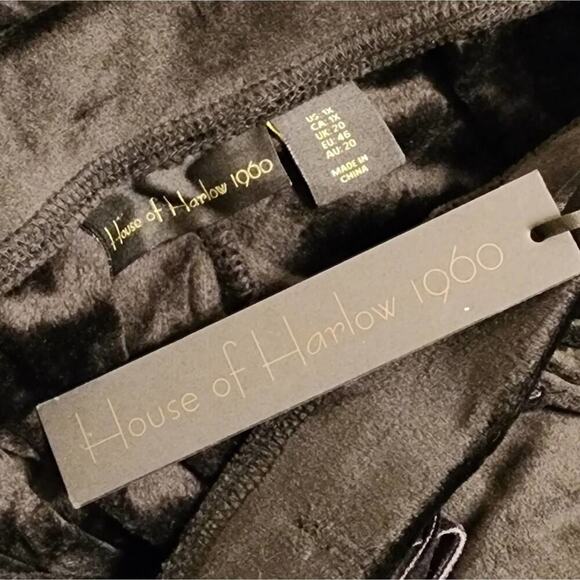 House of Harlow 1960
US: 1X
CA: 1X
UK: 20
EU: 46
AU: 20
MADE IN
CHINA
House of Harlow 1960